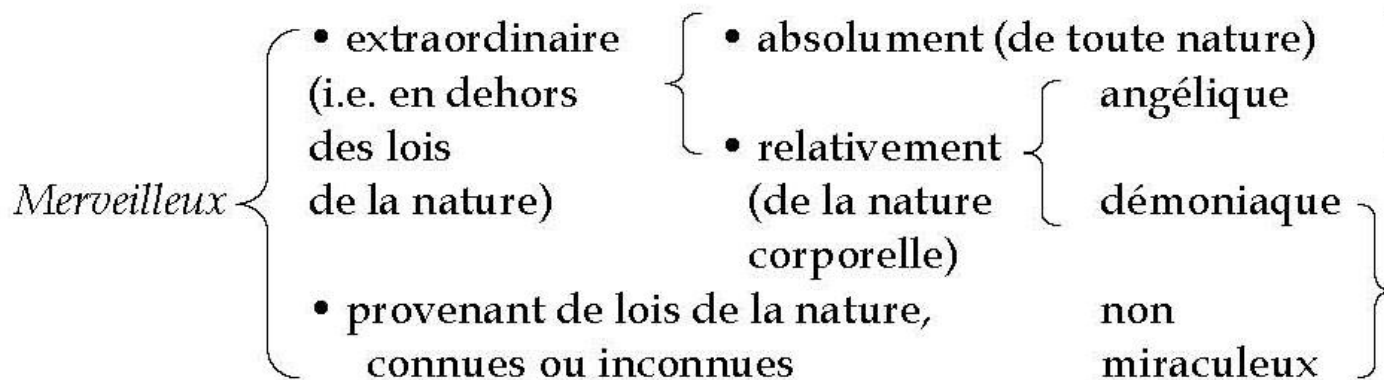 • extraordinaire • absolument (de toute nature)
(i.e. en dehors angélique
des lois • relativement
Merveilleux de la nature) (de la nature démoniaque
corporelle)
• provenant de lois de la nature, non
connues ou inconnues miraculeux